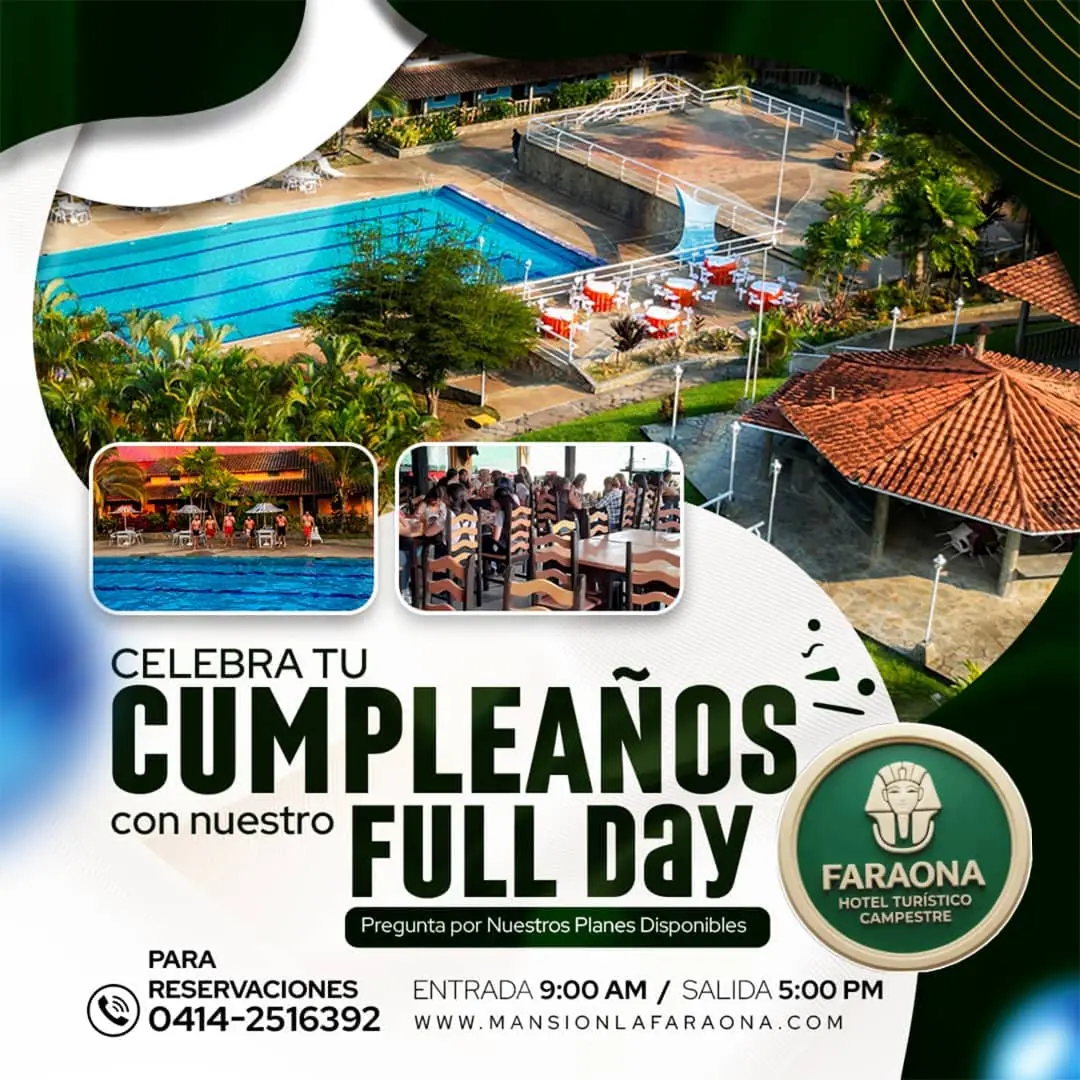 CELEBRA TU
CUMPLEAÑOS
con nuestro
FULL Day
Pregunta por Nuestros Planes Disponibles
FARAONA
HOTEL TURÍSTICO
CAMPESTRE
PARA
RESERVACIONES
0414-2516392
ENTRADA 9:00 AM / SALIDA 5:00 PM
WWW.MANSIONLAFARAONA.COM